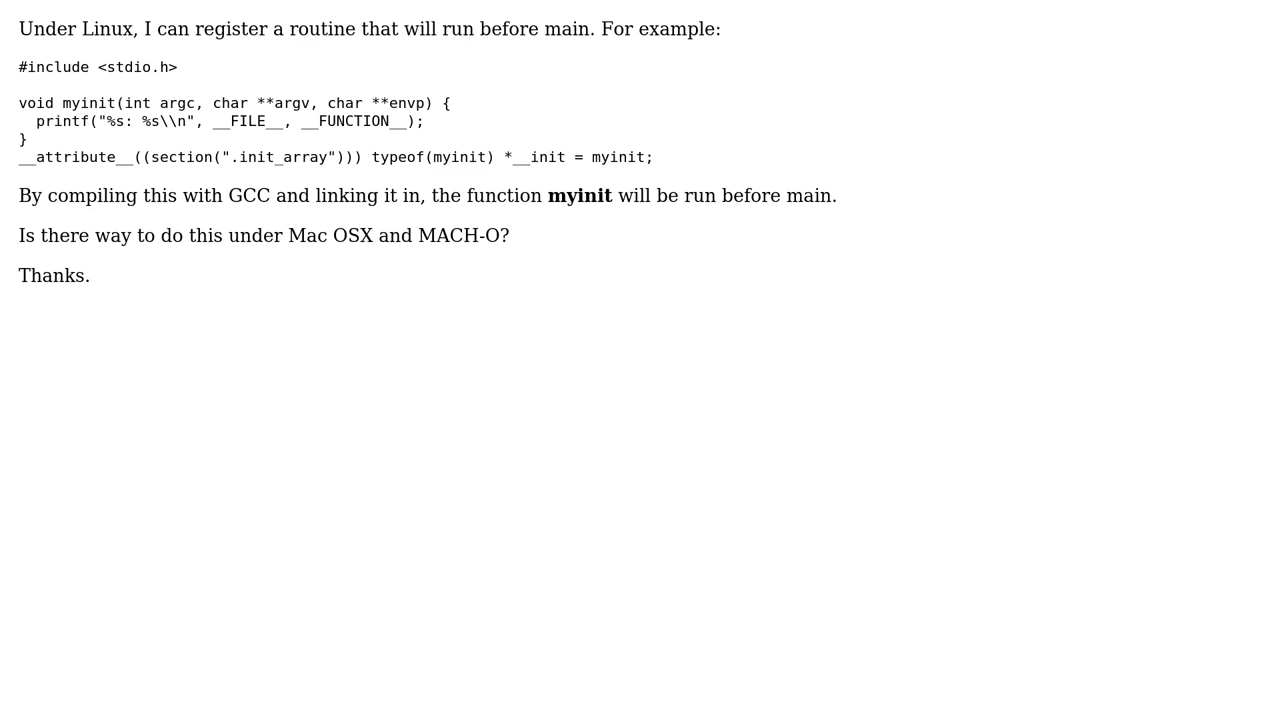 Under Linux, I can register a routine that will run before main. For example:
#include <stdio.h>
void myinit(int argc, char **argv, char **envp) {
  printf("%s: %s\\n", __FILE__, __FUNCTION__);
}
__attribute__((section(".init_array"))) typeof(myinit) *__init = myinit;
By compiling this with GCC and linking it in, the function myinit will be run before main.
Is there way to do this under Mac OSX and MACH-O?
Thanks.